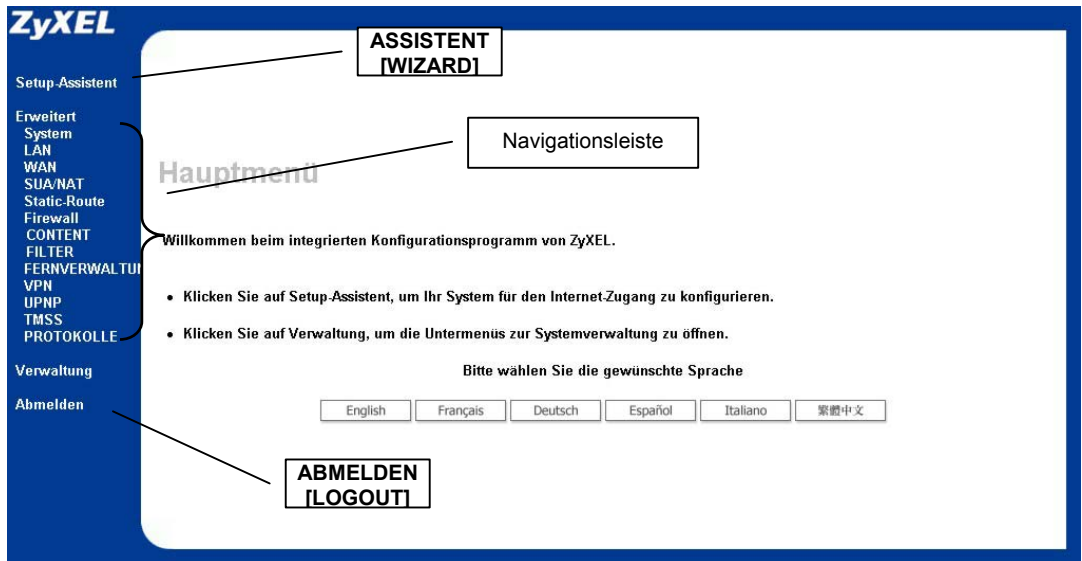 ZyXEL
ASSISTENT
[WIZARD]
Setup-Assistent
Erweitert
System
LAN
WAN
SUA/NAT
Static-Route
Firewall
CONTENT
FILTER
FERNVERWALTUN
VPN
UPNP
TMSS
PROTOKOLLE
Verwaltung
Abmelden
Navigationsleiste
Hauptmenü
Willkommen beim integrierten Konfigurationsprogramm von ZyXEL.
• Klicken Sie auf Setup-Assistent, um Ihr System für den Internet-Zugang zu konfigurieren.
• Klicken Sie auf Verwaltung, um die Untermenüs zur Systemverwaltung zu öffnen.
Bitte wählen Sie die gewünschte Sprache
English Français Deutsch Español Italiano 繁體中文
ABMELDEN
[LOGOUT]